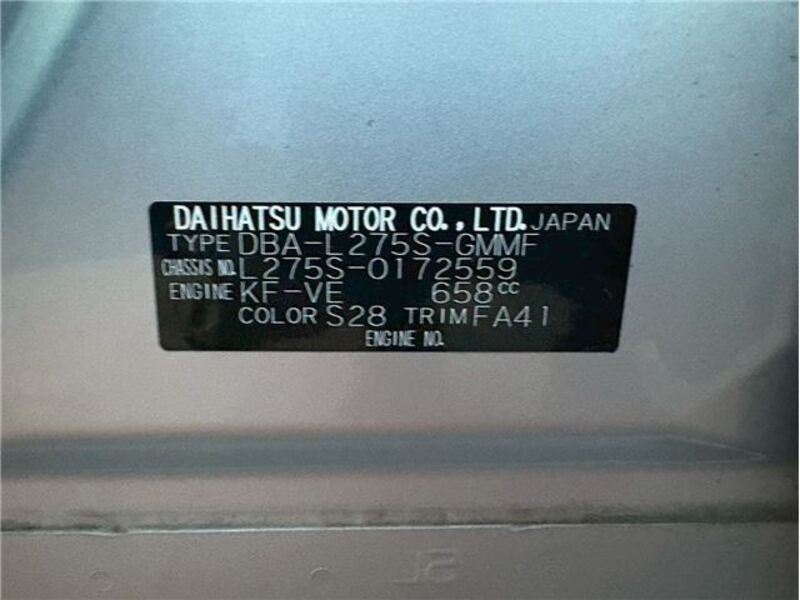 DAIHATSU MOTOR CO., LTD. JAPAN
TYPE DBA-L275S-GMMF
CHASSIS NO. L275S-0172559
ENGINE KF-VE 658cc
COLOR S28 TRIM FA41
ENGINE NO.
SL